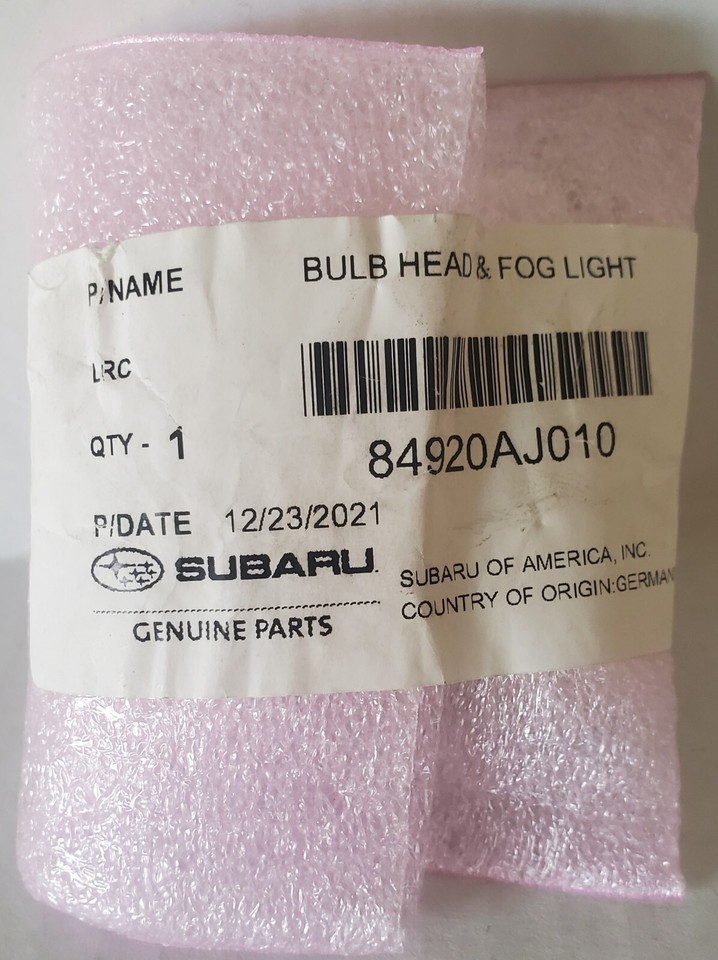 P/NAME BULB HEAD & FOG LIGHT
LRC
QTY - 1 84920AJ010
P/DATE 12/23/2021
SUBARU.
GENUINE PARTS
SUBARU OF AMERICA, INC.
COUNTRY OF ORIGIN:GERMAN